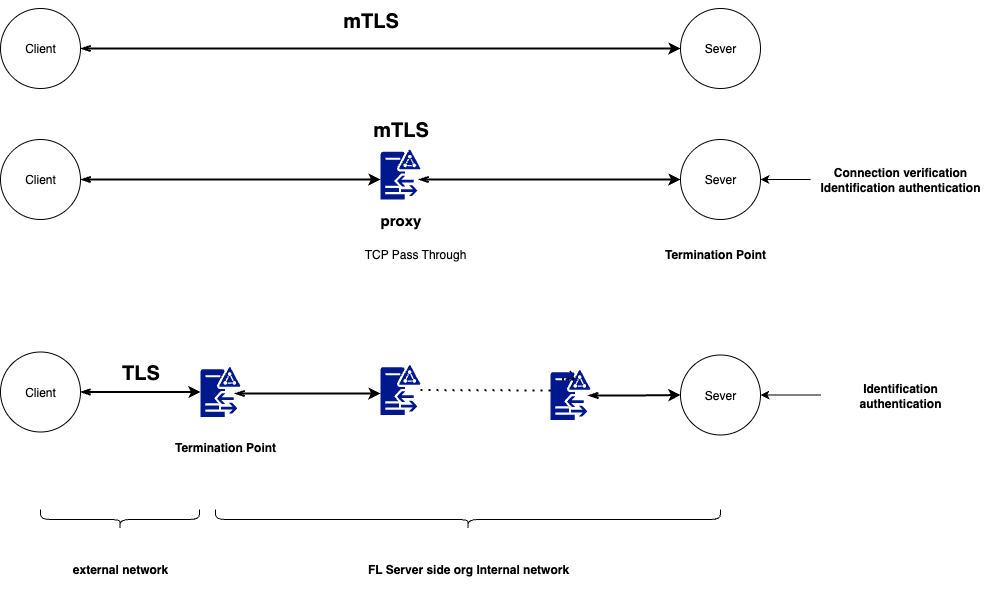 mTLS
Client
Sever
mTLS
Client
Sever
Connection verification
Identification authentication
proxy
TCP Pass Through
Termination Point
TLS
Client
Sever
Identification
authentication
Termination Point
external network
FL Server side org Internal network